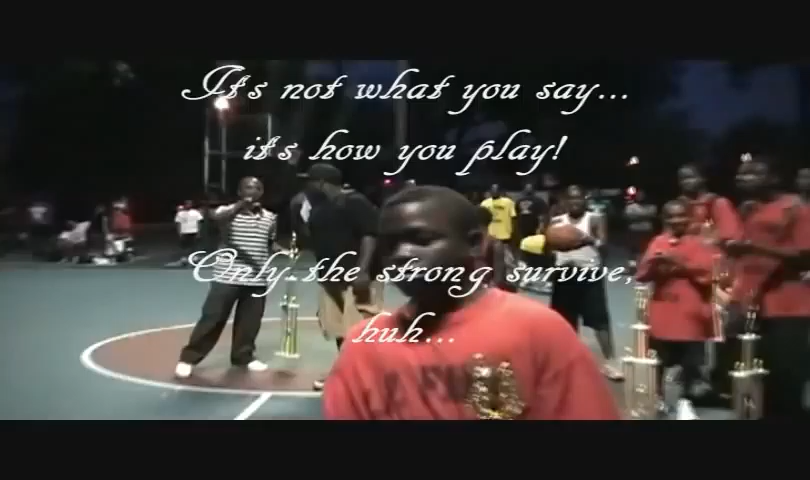 It's not what you say...
it's how you play!
Only the strong survive,
huh...